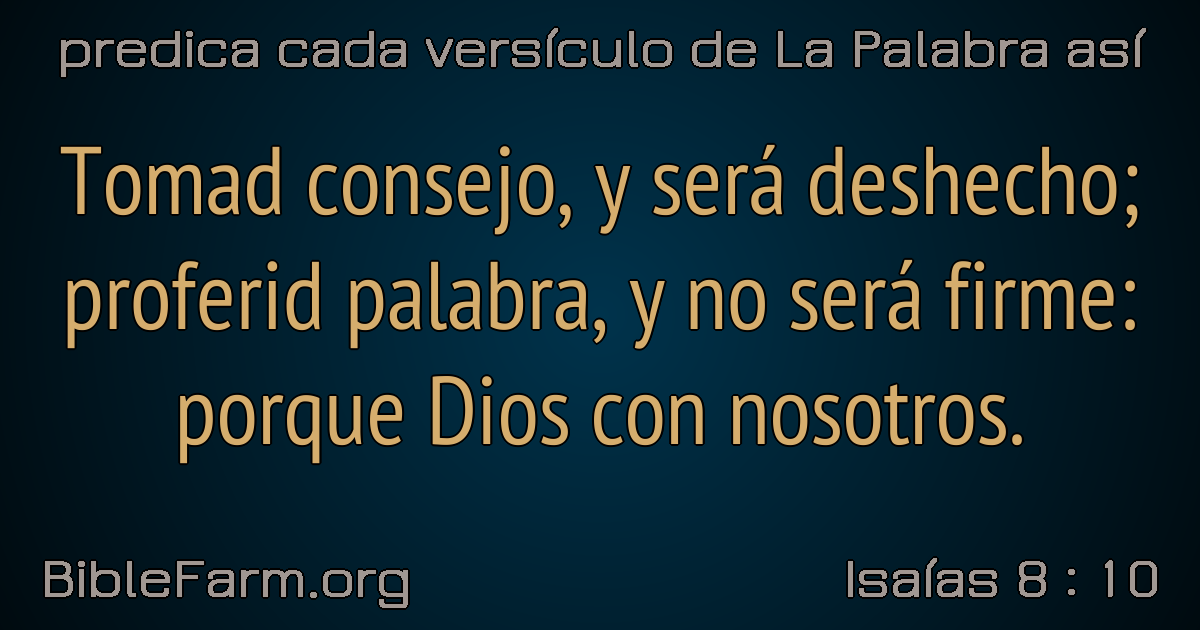 predica cada versículo de La Palabra así
Tomad consejo, y será deshecho;
proferid palabra, y no será firme:
porque Dios con nosotros.
BibleFarm.org
Isaías 8 : 10